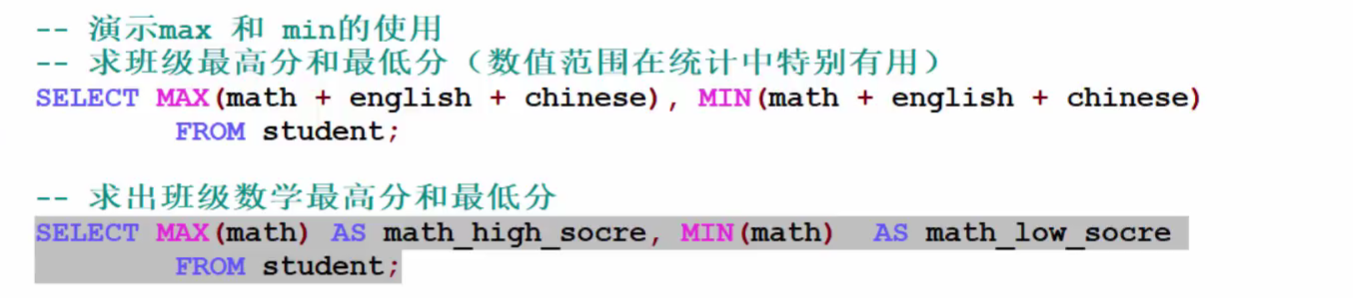 -- 演示max 和 min的使用
-- 求班级最高分和最低分（数值范围在统计中特别有用）
SELECT MAX(math + english + chinese), MIN(math + english + chinese)
FROM student;
-- 求出班级数学最高分和最低分
SELECT MAX(math) AS math_high_socre, MIN(math)  AS math_low_socre
FROM student;